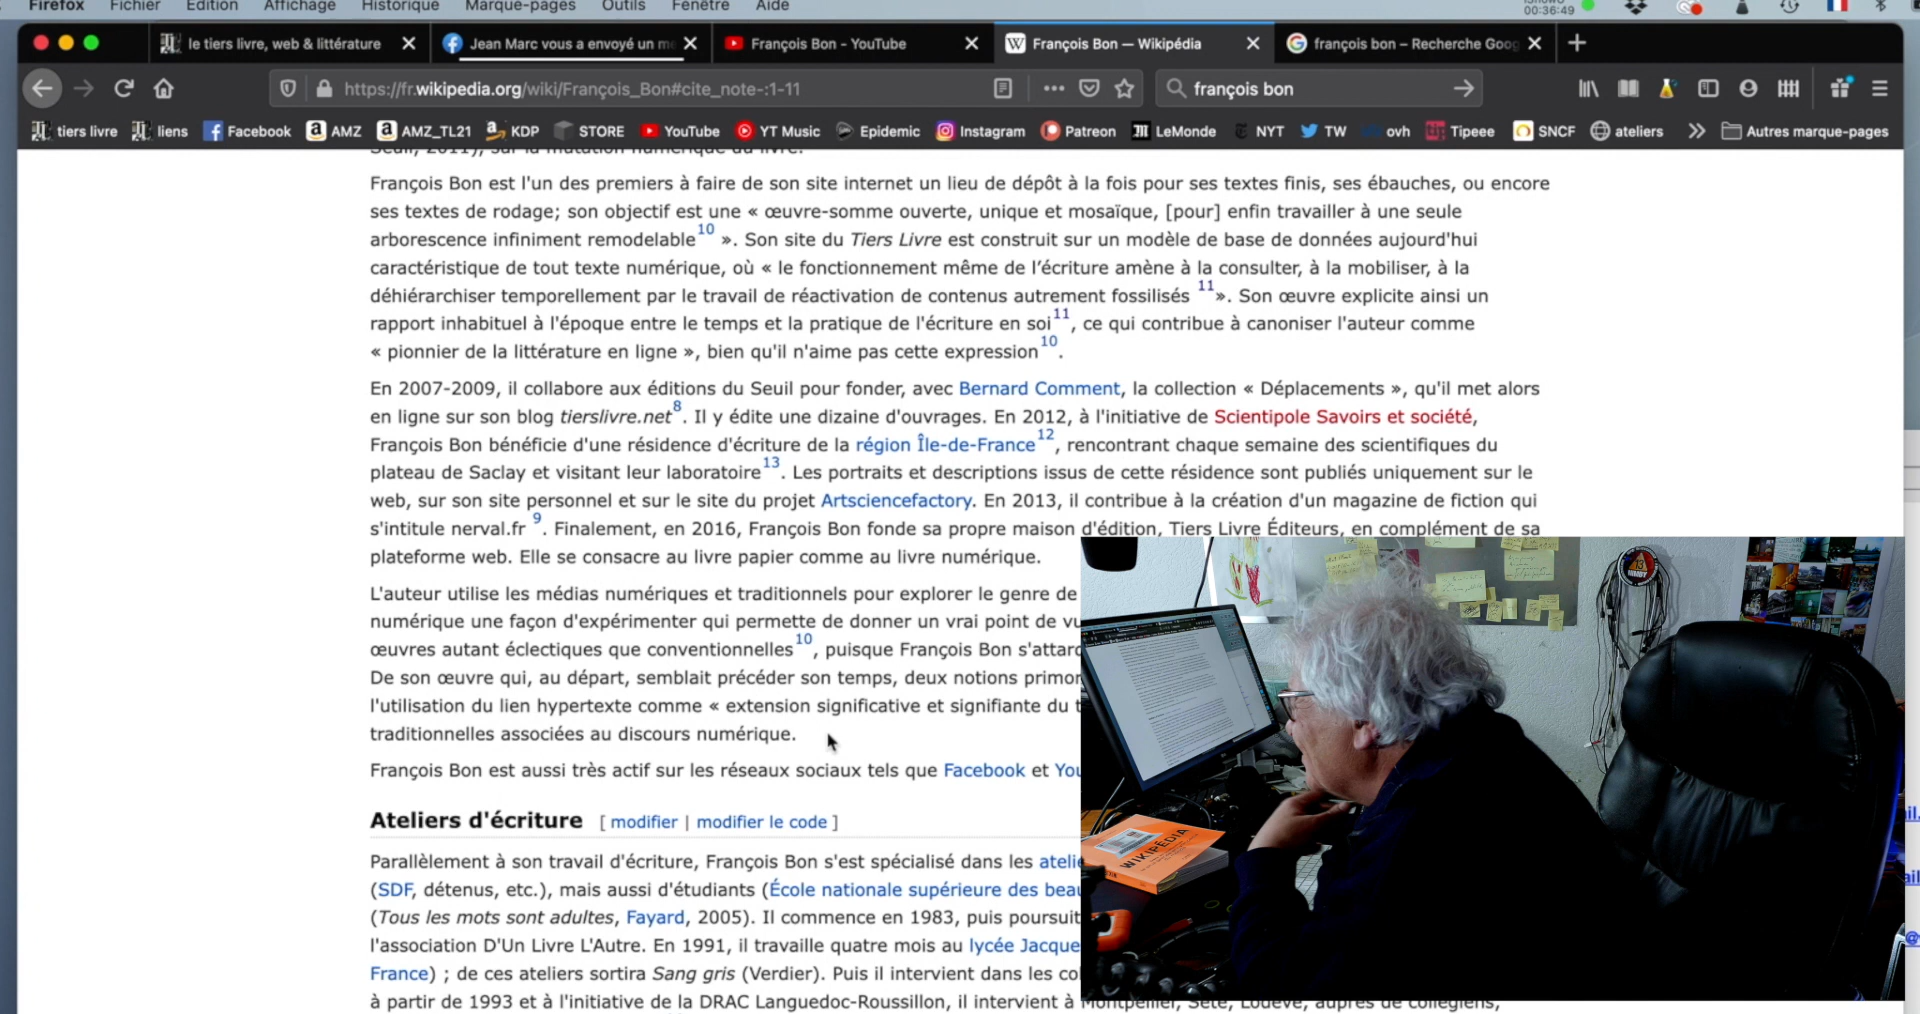 Firefox Fichier Édition Affichage Historique Marque-pages Outils Fenêtre Aide
00:36:49
le tiers livre, web & littérature
Jean Marc vous a envoyé un me
François Bon - YouTube
François Bon — Wikipédia
françois bon – Recherche Goog
https://fr.wikipedia.org/wiki/François_Bon#cite_note-:1-11
françois bon
tiers livre liens Facebook AMZ AMZ_TL21 KDP STORE YouTube YT Music Epidemic Instagram Patreon LeMonde NYT TW ovh Tipeee SNCF ateliers Autres marque-pages
Seuil, 2011), sur la mutation numérique du livre.
François Bon est l'un des premiers à faire de son site internet un lieu de dépôt à la fois pour ses textes finis, ses ébauches, ou encore
ses textes de rodage; son objectif est une « œuvre-somme ouverte, unique et mosaïque, [pour] enfin travailler à une seule
arborescence infiniment remodelable10 ». Son site du Tiers Livre est construit sur un modèle de base de données aujourd'hui
caractéristique de tout texte numérique, où « le fonctionnement même de l’écriture amène à la consulter, à la mobiliser, à la
déhiérarchiser temporellement par le travail de réactivation de contenus autrement fossilisés 11». Son œuvre explicite ainsi un
rapport inhabituel à l'époque entre le temps et la pratique de l'écriture en soi11, ce qui contribue à canoniser l'auteur comme
« pionnier de la littérature en ligne », bien qu'il n'aime pas cette expression10.
En 2007-2009, il collabore aux éditions du Seuil pour fonder, avec Bernard Comment, la collection « Déplacements », qu'il met alors
en ligne sur son blog tierslivre.net8. Il y édite une dizaine d'ouvrages. En 2012, à l'initiative de Scientipole Savoirs et société,
François Bon bénéficie d'une résidence d'écriture de la région Île-de-France12, rencontrant chaque semaine des scientifiques du
plateau de Saclay et visitant leur laboratoire13. Les portraits et descriptions issus de cette résidence sont publiés uniquement sur le
web, sur son site personnel et sur le site du projet Artsciencefactory. En 2013, il contribue à la création d'un magazine de fiction qui
s'intitule nerval.fr 9. Finalement, en 2016, François Bon fonde sa propre maison d'édition, Tiers Livre Éditeurs, en complément de sa
plateforme web. Elle se consacre au livre papier comme au livre numérique.
L'auteur utilise les médias numériques et traditionnels pour explorer le genre de
numérique une façon d'expérimenter qui permette de donner un vrai point de vu
œuvres autant éclectiques que conventionnelles10, puisque François Bon s'attard
De son œuvre qui, au départ, semblait précéder son temps, deux notions primor
l'utilisation du lien hypertexte comme « extension significative et signifiante du t
traditionnelles associées au discours numérique.
François Bon est aussi très actif sur les réseaux sociaux tels que Facebook et You
Ateliers d'écriture [ modifier | modifier le code ]
Parallèlement à son travail d'écriture, François Bon s'est spécialisé dans les atelie
(SDF, détenus, etc.), mais aussi d'étudiants (École nationale supérieure des beau
(Tous les mots sont adultes, Fayard, 2005). Il commence en 1983, puis poursuit
l'association D'Un Livre L'Autre. En 1991, il travaille quatre mois au lycée Jacque
France) ; de ces ateliers sortira Sang gris (Verdier). Puis il intervient dans les col
à partir de 1993 et à l'initiative de la DRAC Languedoc-Roussillon, il intervient à Montpellier, Sète, Lodève, auprès de collégiens,
WIKIPÉDIA